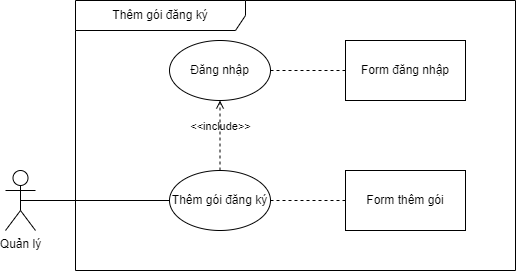 Thêm gói đăng ký
Đăng nhập
Form đăng nhập
<<include>>
Thêm gói đăng ký
Form thêm gói
Quản lý